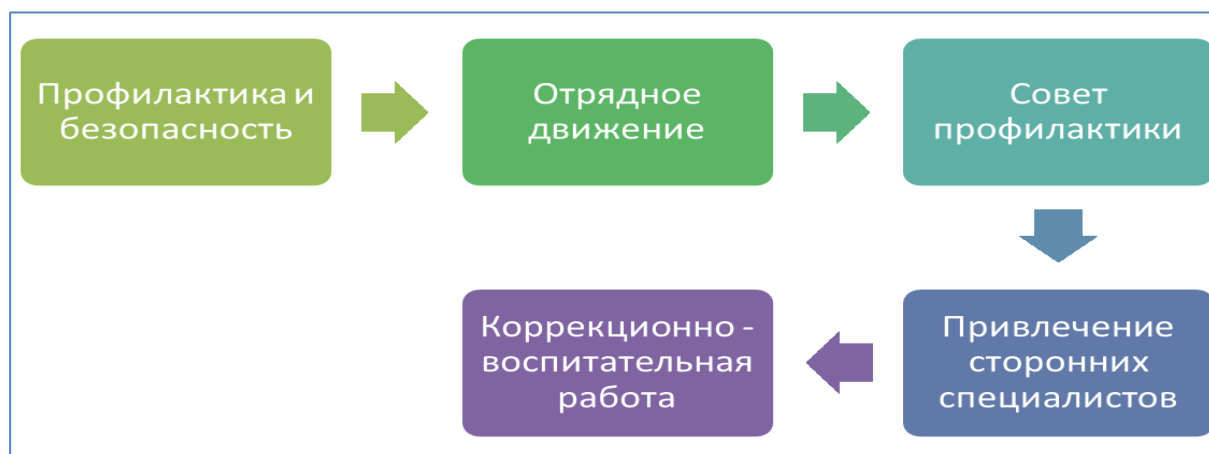 Профилактика и
безопасность
Отрядное
движение
Совет
профилактики
Привлечение
сторонних
специалистов
Коррекционно -
воспитательная
работа